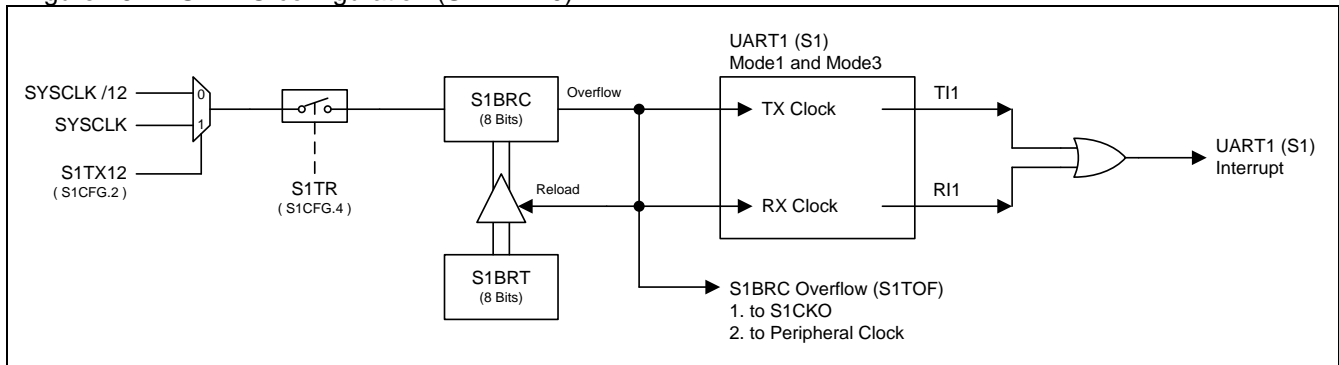 Figure Configuration
SYSCLK /12
SYSCLK
S1TX12
( S1CFG.2 )
0
1
S1TR
( S1CFG.4 )
S1BRC
(8 Bits)
Overflow
Reload
S1BRT
(8 Bits)
UART1 (S1)
Mode1 and Mode3
TX Clock
RX Clock
TI1
RI1
UART1 (S1)
Interrupt
S1BRC Overflow (S1TOF)
1. to S1CKO
2. to Peripheral Clock